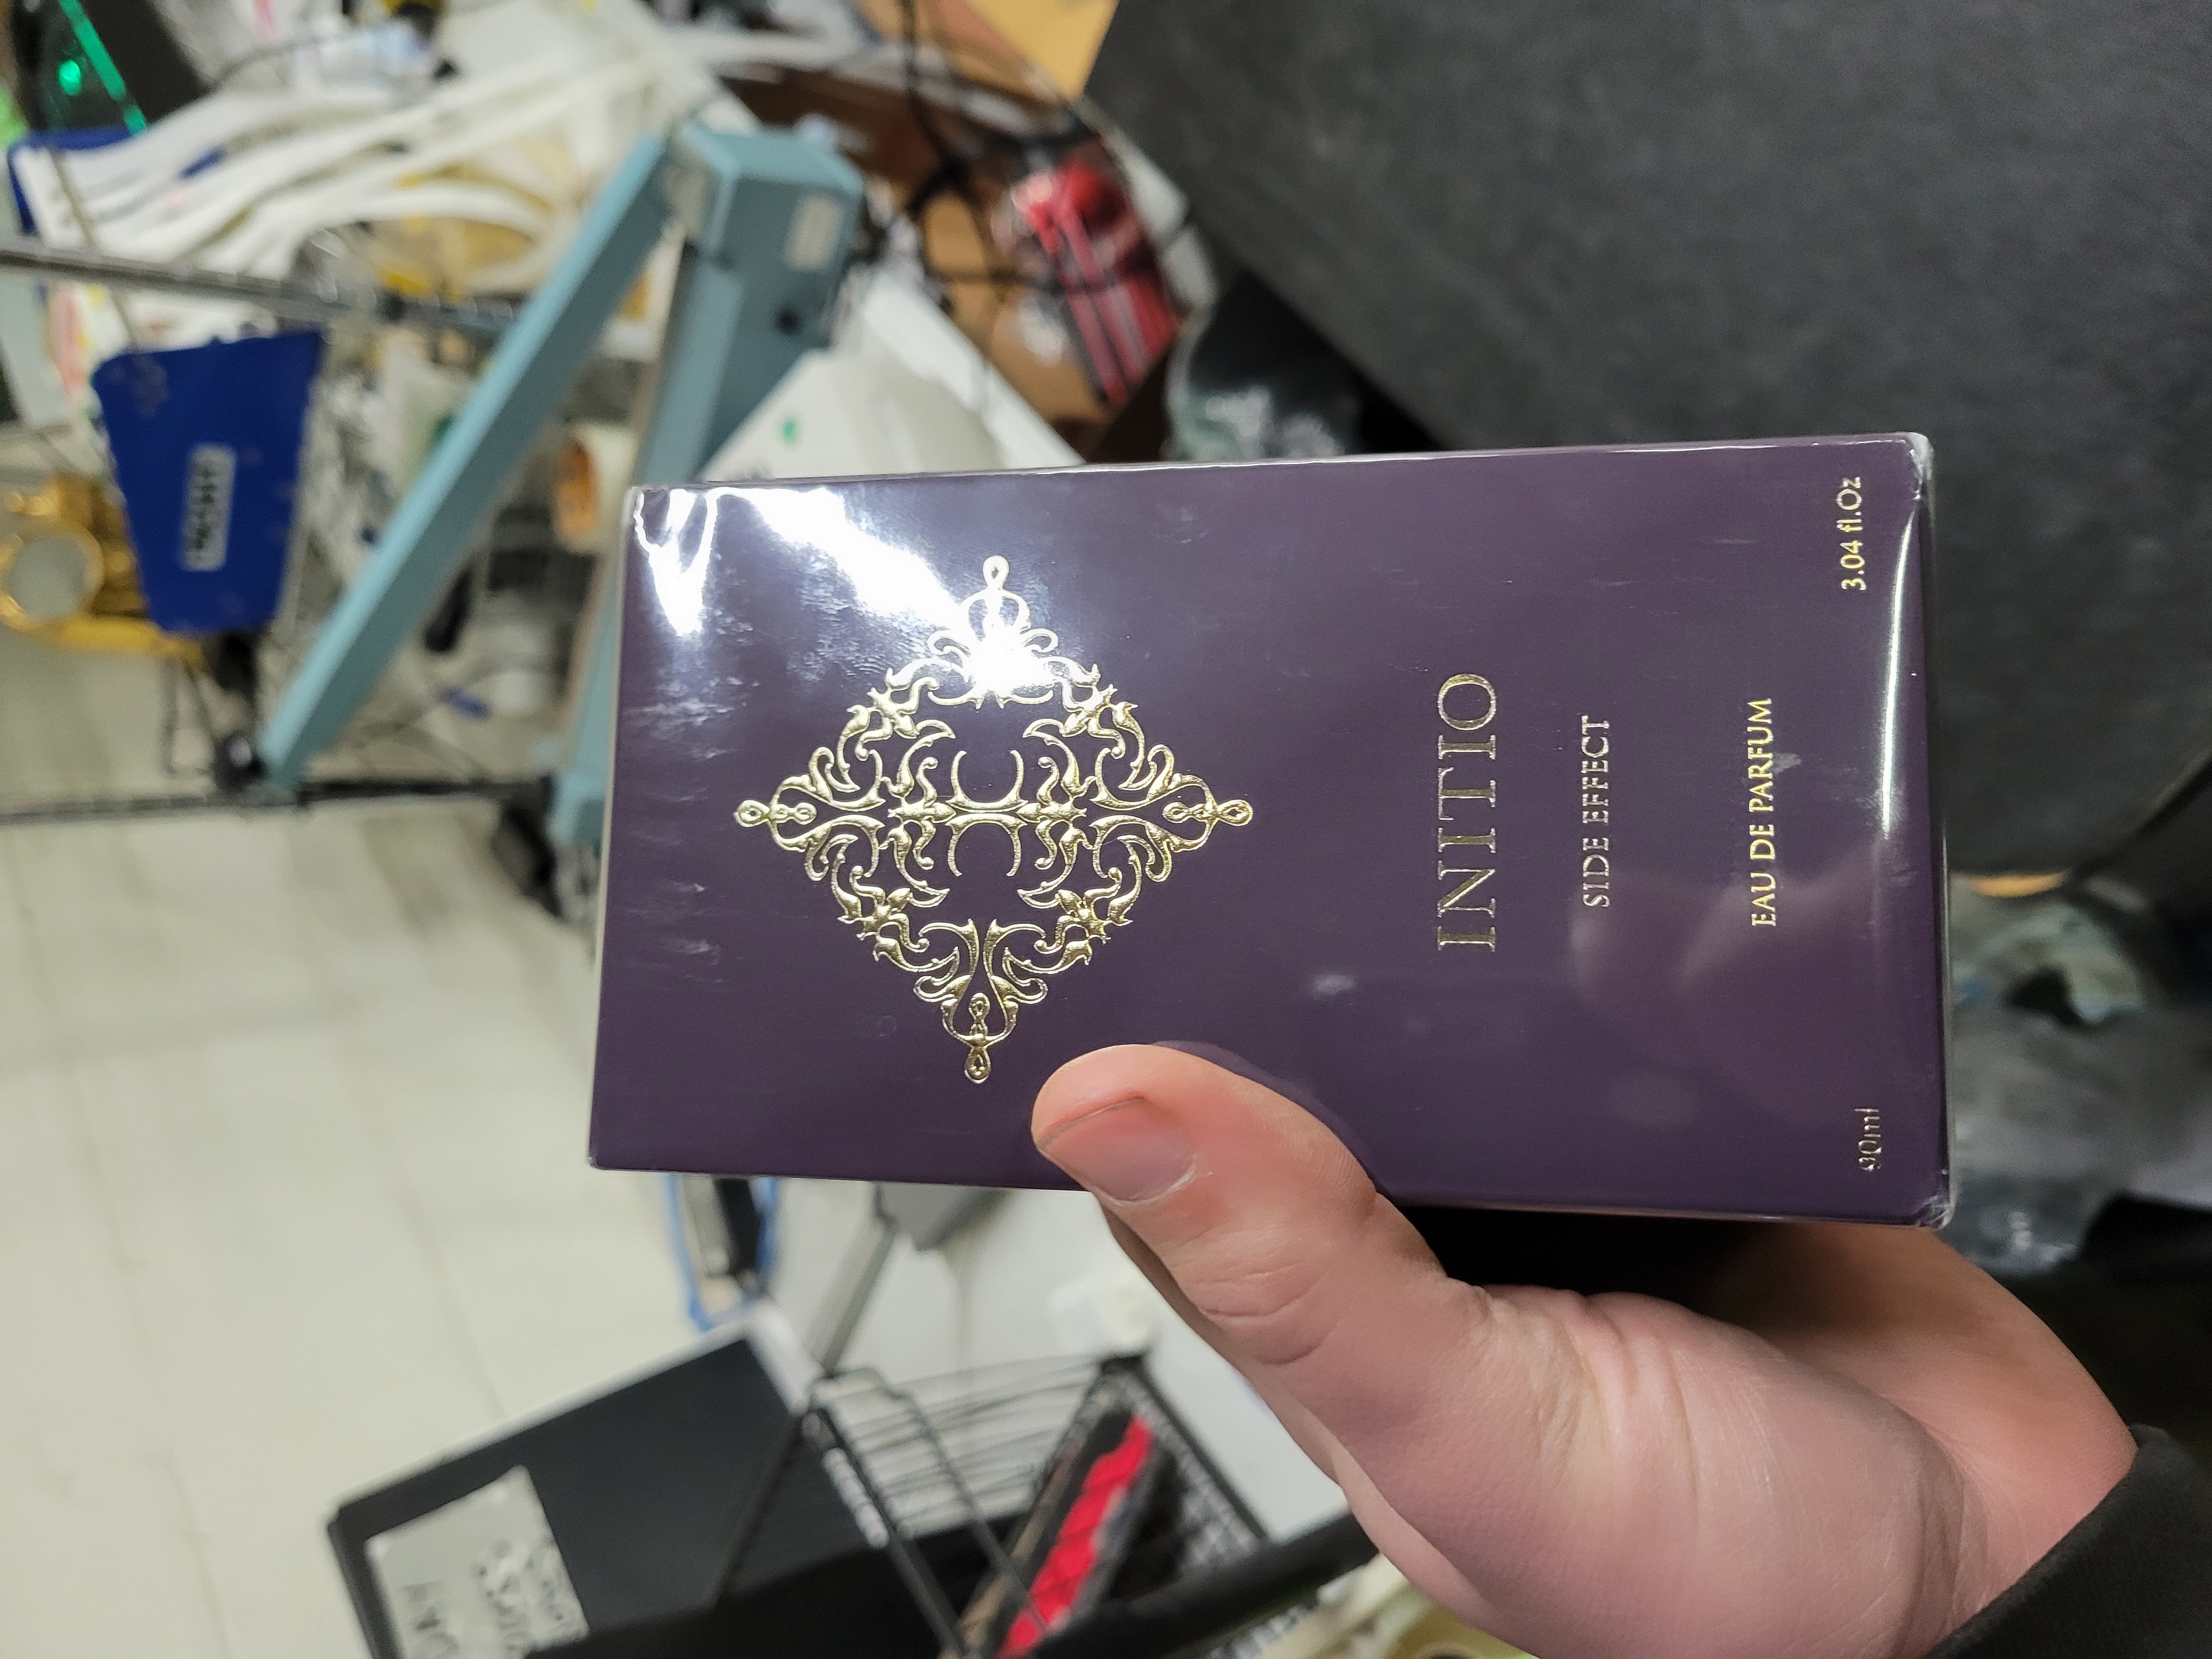 INITIO
SIDE EFFECT
EAU DE PARFUM
90ml
3.04 fl.Oz